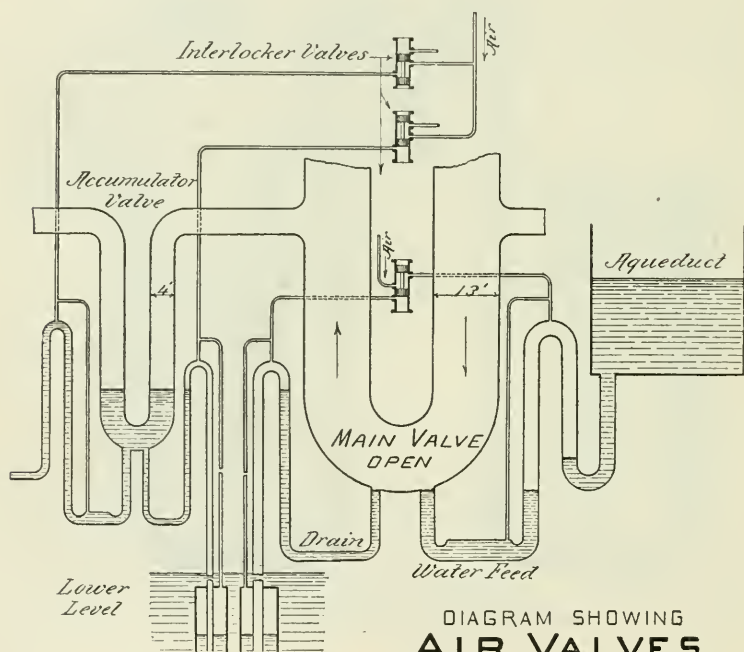 Interlocker Valves
Air
Accumulator
Valve
Aqueduct
Air
4'
13'
MAIN VALVE
OPEN
Drain
Water Feed
Lower
Level
DIAGRAM SHOWING
AIR VALVES